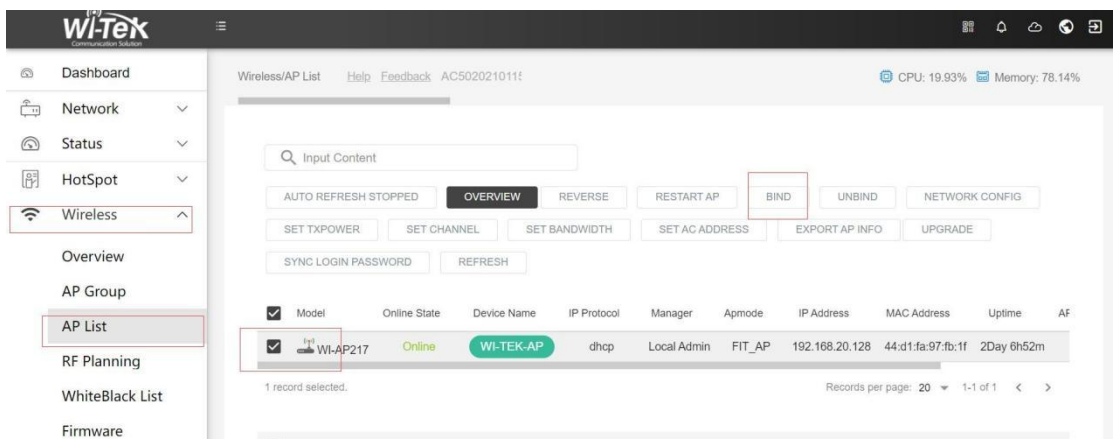 Wi-Tek
Communication Solution
Dashboard
Network
Status
HotSpot
Wireless
Overview
AP Group
AP List
RF Planning
WhiteBlack List
Firmware
Wireless/AP List Help Feedback AC502021011
CPU: 19.93% Memory: 78.14%
Input Content
AUTO REFRESH STOPPED OVERVIEW REVERSE RESTART AP BIND UNBIND NETWORK CONFIG
SET TXPOWER SET CHANNEL SET BANDWIDTH SET AC ADDRESS EXPORT AP INFO UPGRADE
SYNC LOGIN PASSWORD REFRESH
Model Online State Device Name IP Protocol Manager Apmode IP Address MAC Address Uptime
WI-AP217 Online WI-TEK-AP dhcp Local Admin FIT_AP 192.168.20.128 44:d1:fa:97:fb:1f 2Day 6h52m
1 record selected. Records per page: 20 1-1 of 1